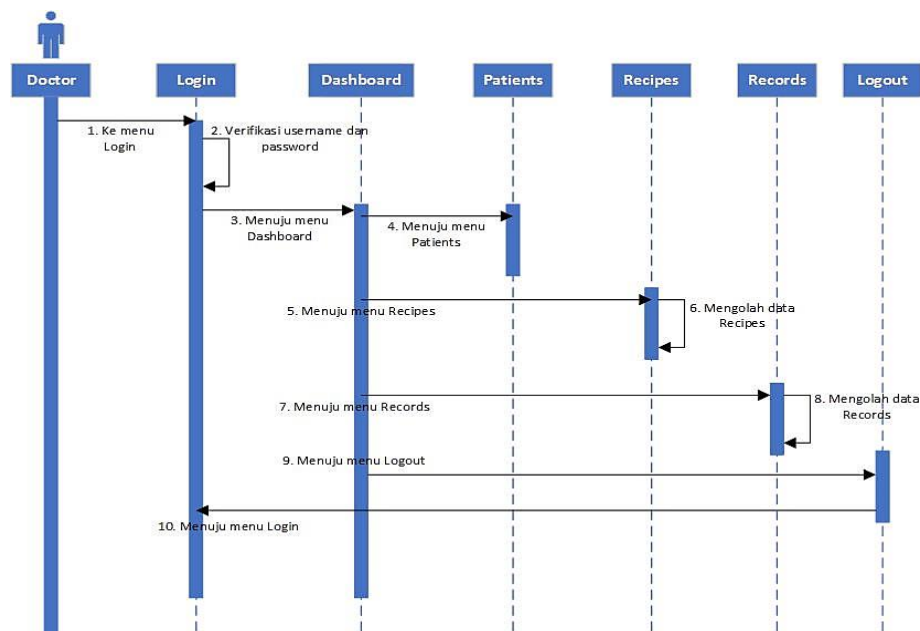 Doctor
Login
Dashboard
Patients
Recipes
Records
Logout
1. Ke menu
Login
2. Verifikasi username dan
password
3. Menuju menu
Dashboard
4. Menuju menu
Patients
5. Menuju menu Recipes
6. Mengolah data
Recipes
7. Menuju menu Records
8. Mengolah data
Records
9. Menuju menu Logout
10. Menuju menu Login